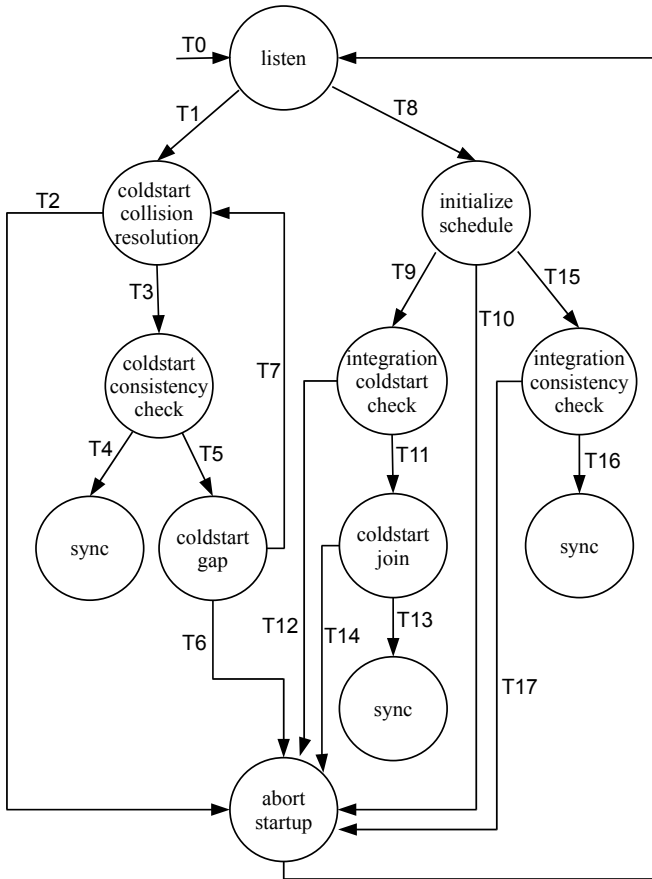 T0
listen
T1
T8
T2
coldstart
collision
resolution
initialize
schedule
T3
T9
T15
T10
coldstart
consistency
check
T7
integration
coldstart
check
integration
consistency
check
T4
T5
T11
T16
sync
coldstart
gap
coldstart
join
sync
T6
T12
T14
T13
T17
sync
abort
startup